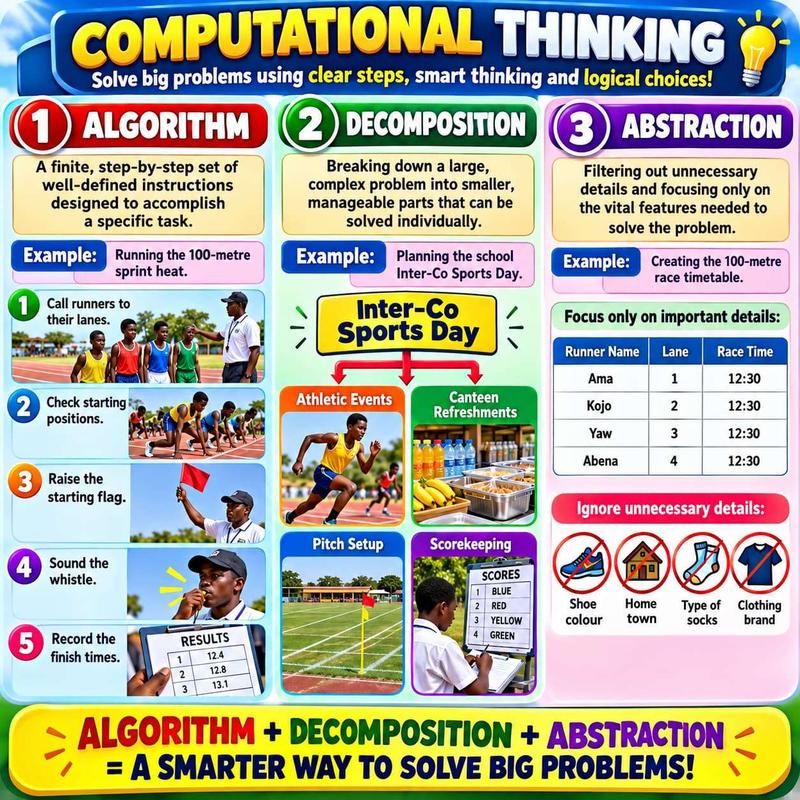 COMPUTATIONAL THINKING
Solve big problems using clear steps, smart thinking and logical choices!
1 ALGORITHM
A finite, step-by-step set of
well-defined instructions
designed to accomplish
a specific task.
Example: Running the 100-metre
sprint heat.
1 Call runners to
their lanes.
2 Check starting
positions.
3 Raise the
starting flag.
4 Sound the
whistle.
5 Record the
finish times.
RESULTS
1 12.4
2 12.8
3 13.1
2 DECOMPOSITION
Breaking down a large,
complex problem into smaller,
manageable parts that can be
solved individually.
Example: Planning the school
Inter-Co Sports Day.
Inter-Co
Sports Day
Athletic Events
Canteen
Refreshments
Pitch Setup
Scorekeeping
SCORES
1 BLUE
2 RED
3 YELLOW
4 GREEN
3 ABSTRACTION
Filtering out unnecessary
details and focusing only on
the vital features needed to
solve the problem.
Example: Creating the 100-metre
race timetable.
Focus only on important details:
Runner Name Lane Race Time
Ama 1 12:30
Kojo 2 12:30
Yaw 3 12:30
Abena 4 12:30
Ignore unnecessary details:
Shoe
colour
Home
town
Type of
socks
Clothing
brand
ALGORITHM + DECOMPOSITION + ABSTRACTION
= A SMARTER WAY TO SOLVE BIG PROBLEMS!